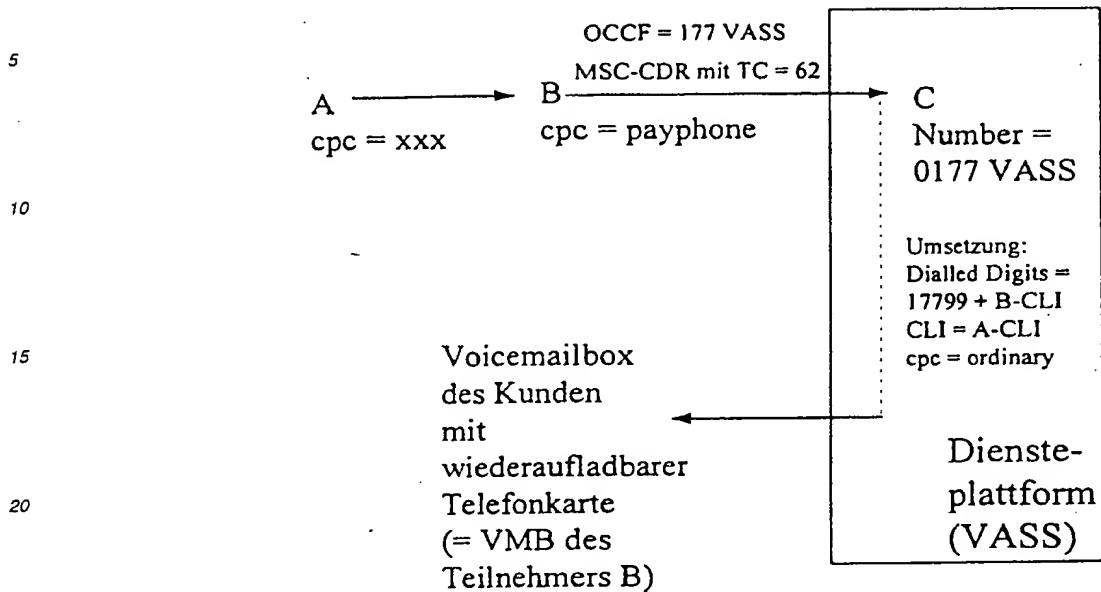 5
OCCF = 177 VASS
MSC-CDR mit TC = 62
A
cpc = xxx
B
cpc = payphone
C
Number =
0177 VASS
10
Umsetzung:
Dialled Digits =
17799 + B-CLI
CLI = A-CLI
cpc = ordinary
15
Voicemailbox
des Kunden
mit
wiederaufladbarer
Telefonkarte
(= VMB des
Teilnehmers B)
20
Dienste-
plattform
(VASS)